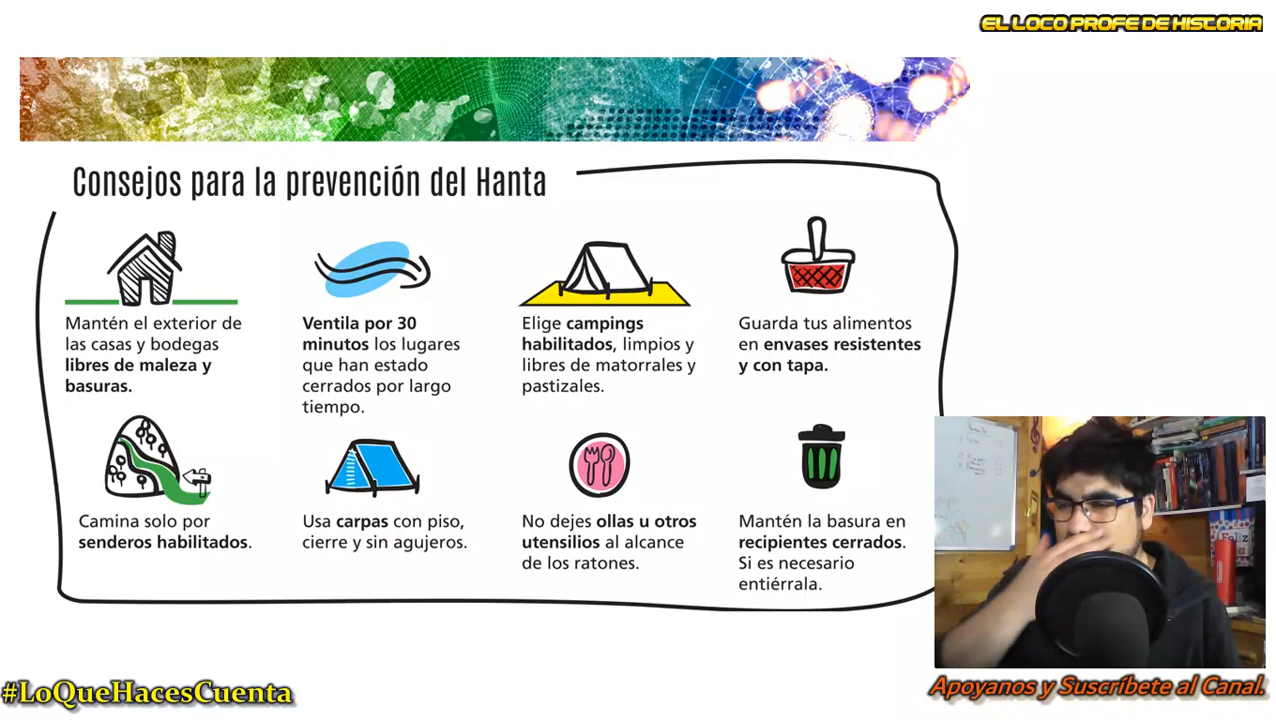 EL LOCO PROFE DE HISTORIA
Consejos para la prevención del Hanta
Mantén el exterior de
las casas y bodegas
libres de maleza y
basuras.
Ventila por 30
minutos los lugares
que han estado
cerrados por largo
tiempo.
Elige campings
habilitados, limpios y
libres de matorrales y
pastizales.
Guarda tus alimentos
en envases resistentes
y con tapa.
Camina solo por
senderos habilitados.
Usa carpas con piso,
cierre y sin agujeros.
No dejes ollas u otros
utensilios al alcance
de los ratones.
Mantén la basura en
recipientes cerrados.
Si es necesario
entiérrala.
#LoQueHacesCuenta
Apoyanos y Suscríbete al Canal.